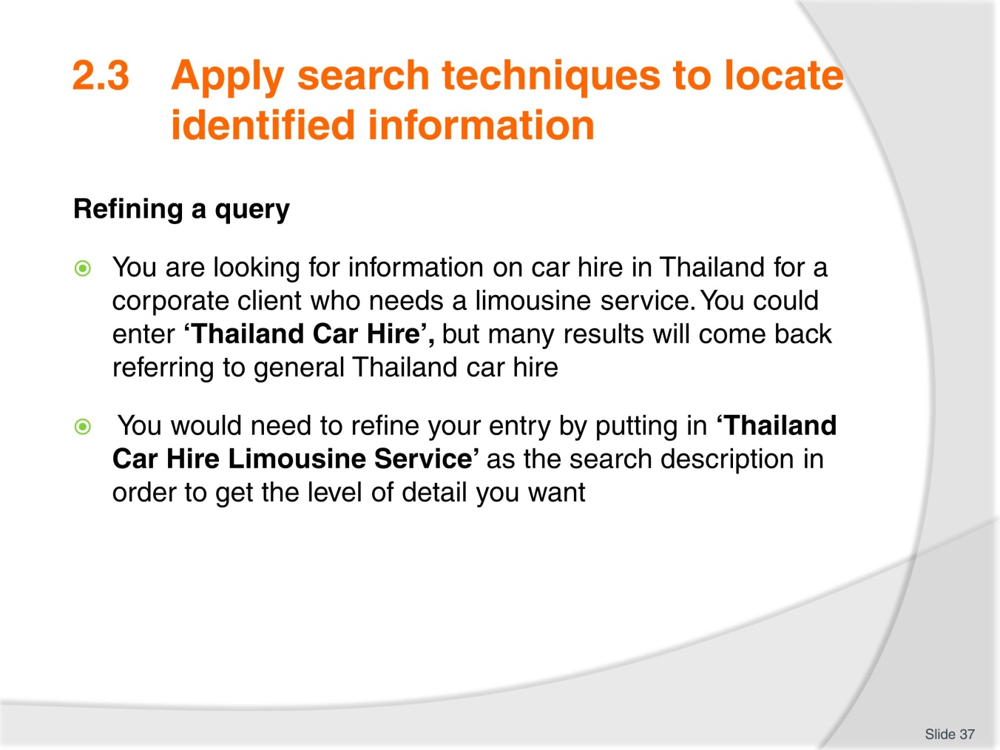 2.3 Apply search techniques to locate
identified information
Refining a query
You are looking for information on car hire in Thailand for a
corporate client who needs a limousine service. You could
enter ‘Thailand Car Hire’, but many results will come back
referring to general Thailand car hire
You would need to refine your entry by putting in ‘Thailand
Car Hire Limousine Service’ as the search description in
order to get the level of detail you want
Slide 37